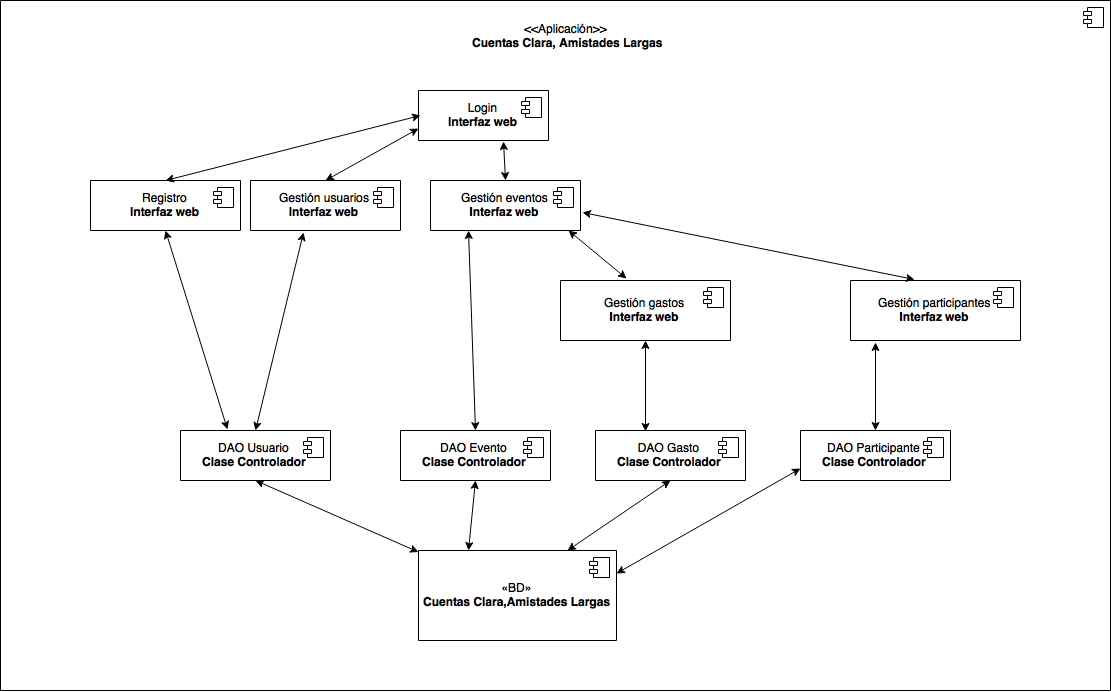 <<Aplicación>>
Cuentas Clara, Amistades Largas
Login
Interfaz web
Registro
Interfaz web
Gestión usuarios
Interfaz web
Gestión eventos
Interfaz web
Gestión gastos
Interfaz web
Gestión participantes
Interfaz web
DAO Usuario
Clase Controlador
DAO Evento
Clase Controlador
DAO Gasto
Clase Controlador
DAO Participante
Clase Controlador
«BD»
Cuentas Clara,Amistades Largas